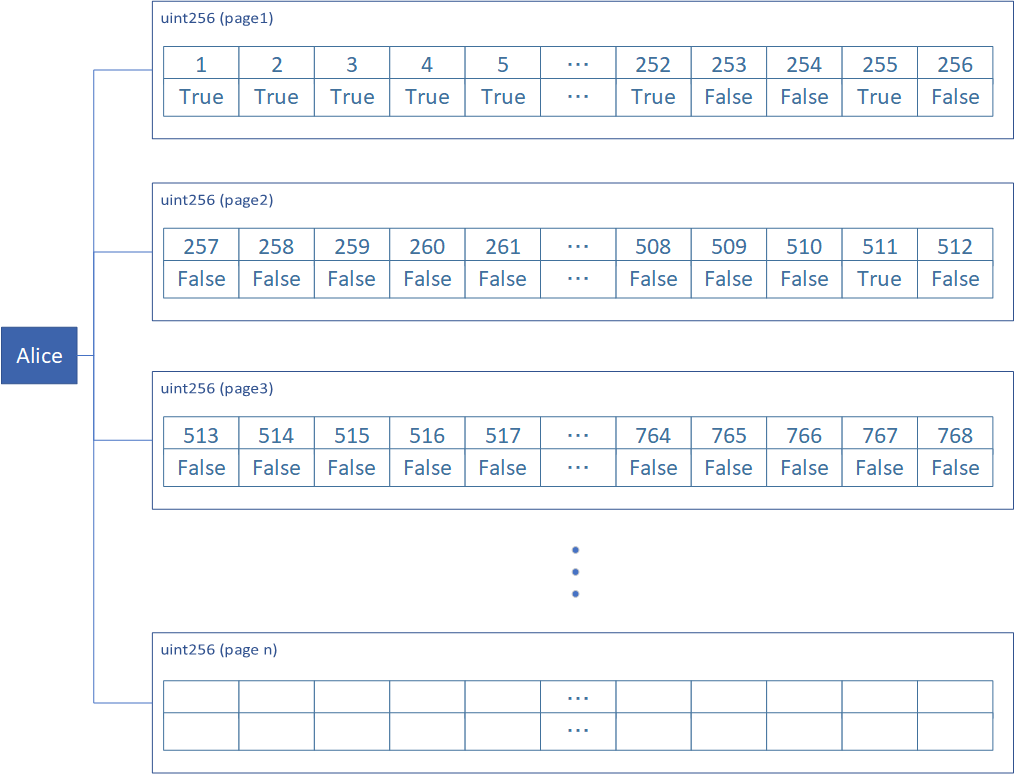 uint256 (page1)
1 2 3 4 5 ... 252 253 254 255 256
True True True True True ... True False False True False
uint256 (page2)
257 258 259 260 261 ... 508 509 510 511 512
False False False False False ... False False False True False
Alice
uint256 (page3)
513 514 515 516 517 ... 764 765 766 767 768
False False False False False ... False False False False False
uint256 (page n)
...
...